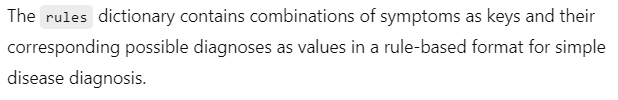 The rules dictionary contains combinations of symptoms as keys and their
corresponding possible diagnoses as values in a rule-based format for simple
disease diagnosis.